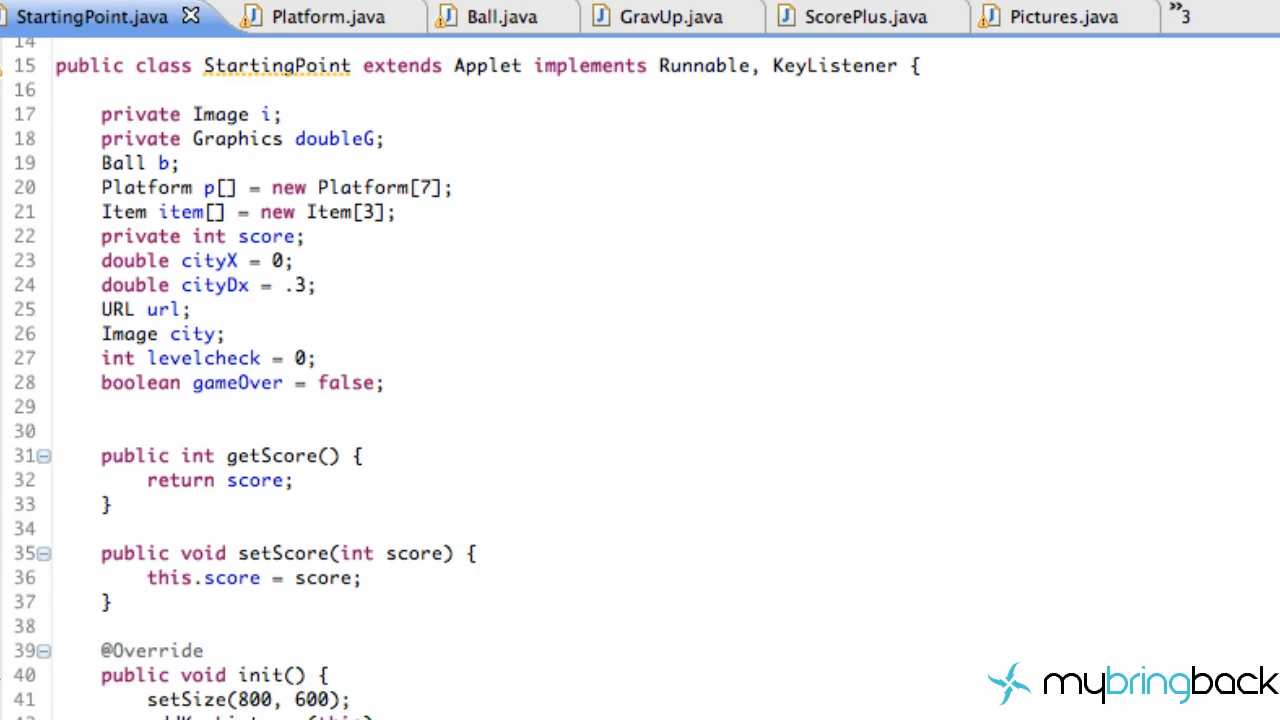 StartingPoint.java Platform.java Ball.java GravUp.java ScorePlus.java Pictures.java »3
14
15 public class StartingPoint extends Applet implements Runnable, KeyListener {
16
17 private Image i;
18 private Graphics doubleG;
19 Ball b;
20 Platform p[] = new Platform[7];
21 Item item[] = new Item[3];
22 private int score;
23 double cityX = 0;
24 double cityDx = .3;
25 URL url;
26 Image city;
27 int levelcheck = 0;
28 boolean gameOver = false;
29
30
31 public int getScore() {
32 return score;
33 }
34
35 public void setScore(int score) {
36 this.score = score;
37 }
38
39 @Override
40 public void init() {
41 setSize(800, 600);
mybringback